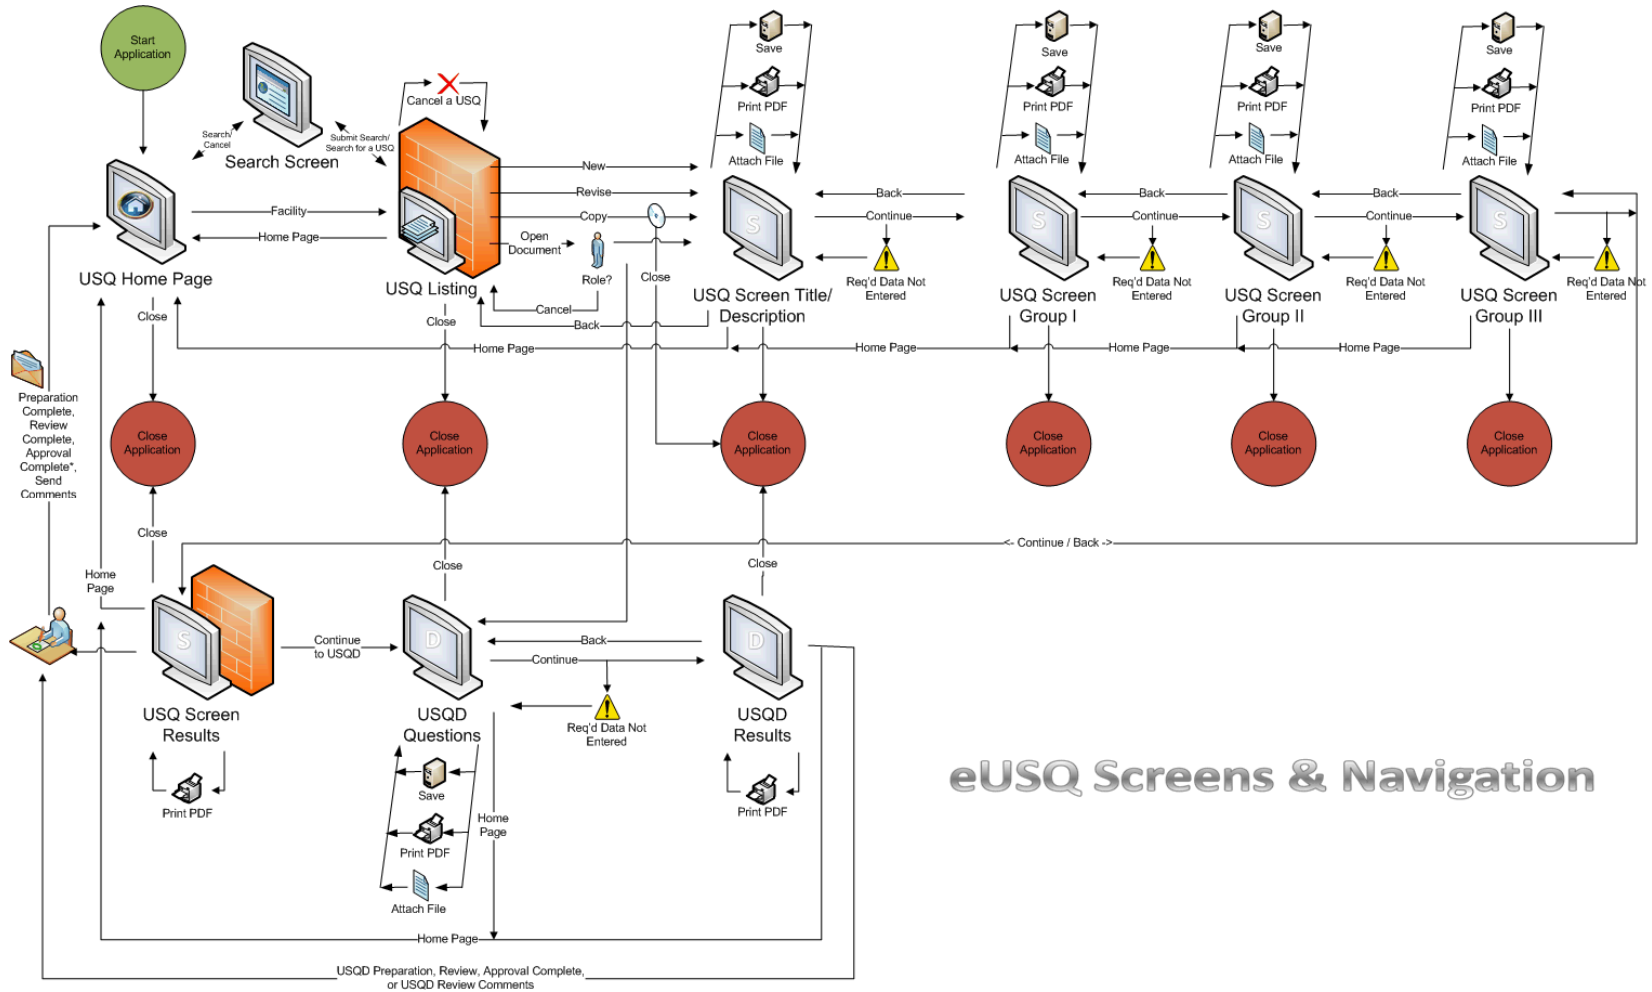 Start
Application
Search/
Cancel
Search Screen
Submit Search/
Search for a USQ
Cancel a USQ
Save
Print PDF
Attach File
Save
Print PDF
Attach File
Save
Print PDF
Attach File
Save
Print PDF
Attach File
New
Revise
Copy
Open
Document
Role?
Cancel
Back
Close
Facility
Home Page
USQ Home Page
USQ Listing
S
USQ Screen Title/
Description
Back
Continue
Req'd Data Not
Entered
S
USQ Screen
Group I
Back
Continue
Req'd Data Not
Entered
S
USQ Screen
Group II
Back
Continue
Req'd Data Not
Entered
S
USQ Screen
Group III
Req'd Data Not
Entered
Close
Close
Home Page
Home Page
Home Page
Home Page
Preparation
Complete,
Review
Complete,
Approval
Complete*,
Send
Comments
Close
Application
Close
Application
Close
Application
Close
Application
Close
Application
Close
Application
Close
Close
Close
<- Continue / Back ->
Home
Page
S
USQ Screen
Results
Print PDF
Continue
to USQD
D
USQD
Questions
Back
Continue
Req'd Data Not
Entered
D
USQD
Results
Print PDF
Save
Print PDF
Attach File
Home
Page
Home Page
USQD Preparation, Review, Approval Complete,
or USQD Review Comments
eUSQ Screens & Navigation